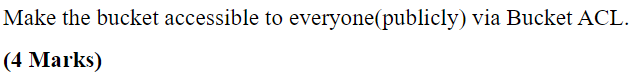 Make the bucket accessible to everyone(publicly) via Bucket ACL.
(4 Marks)